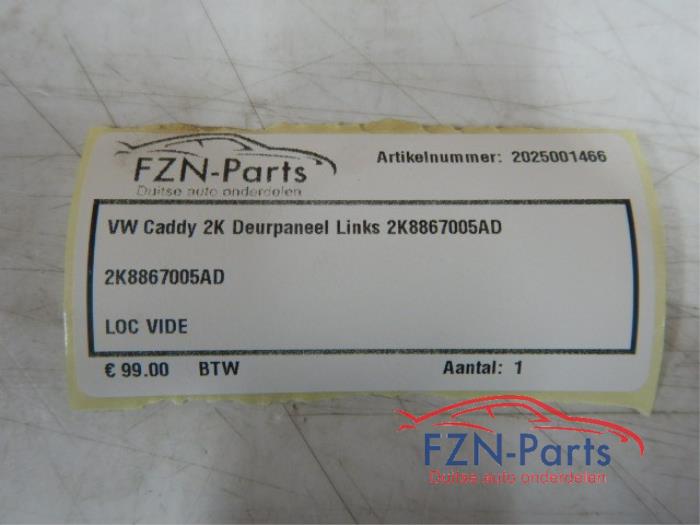 FZN-Parts
Duitse auto onderdelen
Artikelnummer: 2025001466
VW Caddy 2K Deurpaneel Links 2K8867005AD
2K8867005AD
LOC VIDE
€ 99.00 BTW Aantal: 1
FZN-Parts
Duitse auto onderdelen